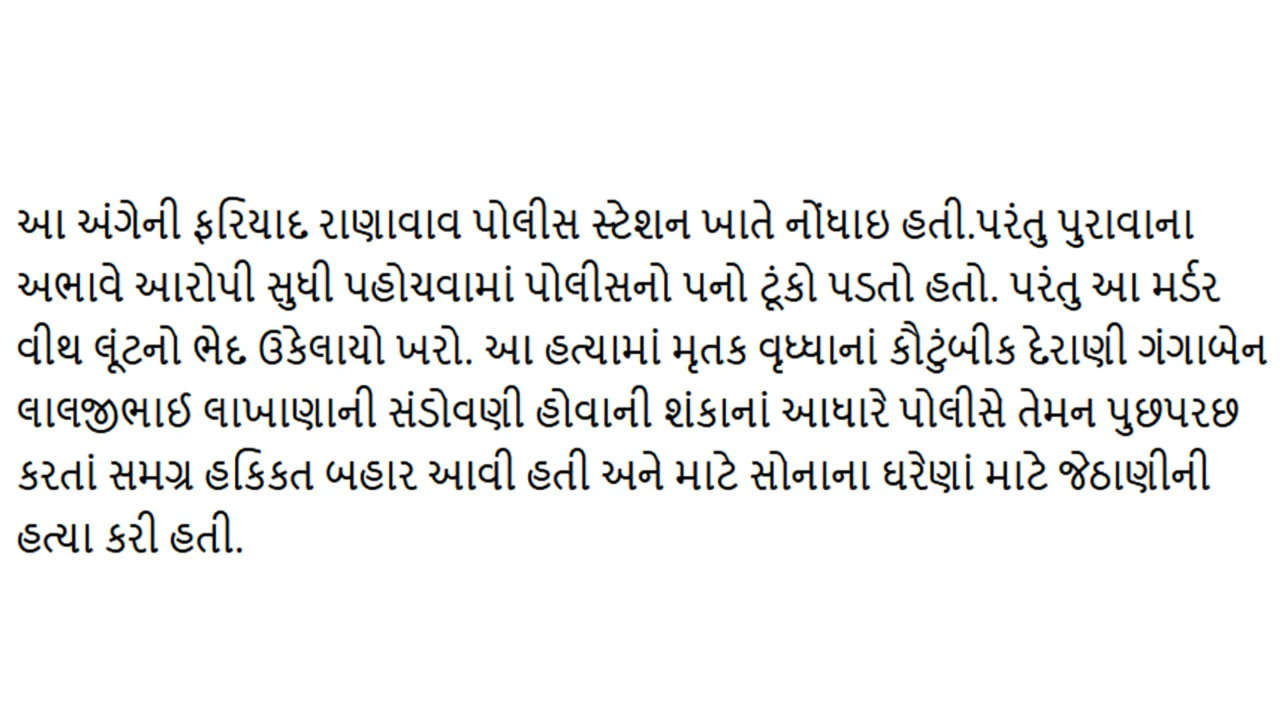 આ અંગેની ફરિયાદ રાણાવાવ પોલીસ સ્ટેશન ખાતે નોંધાઇ હતી.પરંતુ પુરાવાના
અભાવે આરોપી સુધી પહોચવામાં પોલીસનો પનો ટૂંકો પડતો હતો. પરંતુ આ મર્ડર
વીથ લૂંટનો ભેદ ઉકેલાયો ખરો. આ હત્યામાં મૃતક વૃધ્ધાનાં કૌટુંબીક દેરાણી ગંગાબેન
લાલજીભાઈ લાખાણાની સંડોવણી હોવાની શંકાનાં આધારે પોલીસે તેમન પુછપરછ
કરતાં સમગ્ર હકિકત બહાર આવી હતી અને માટે સોનાના ઘરેણાં માટે જેઠાણીની
હત્યા કરી હતી.